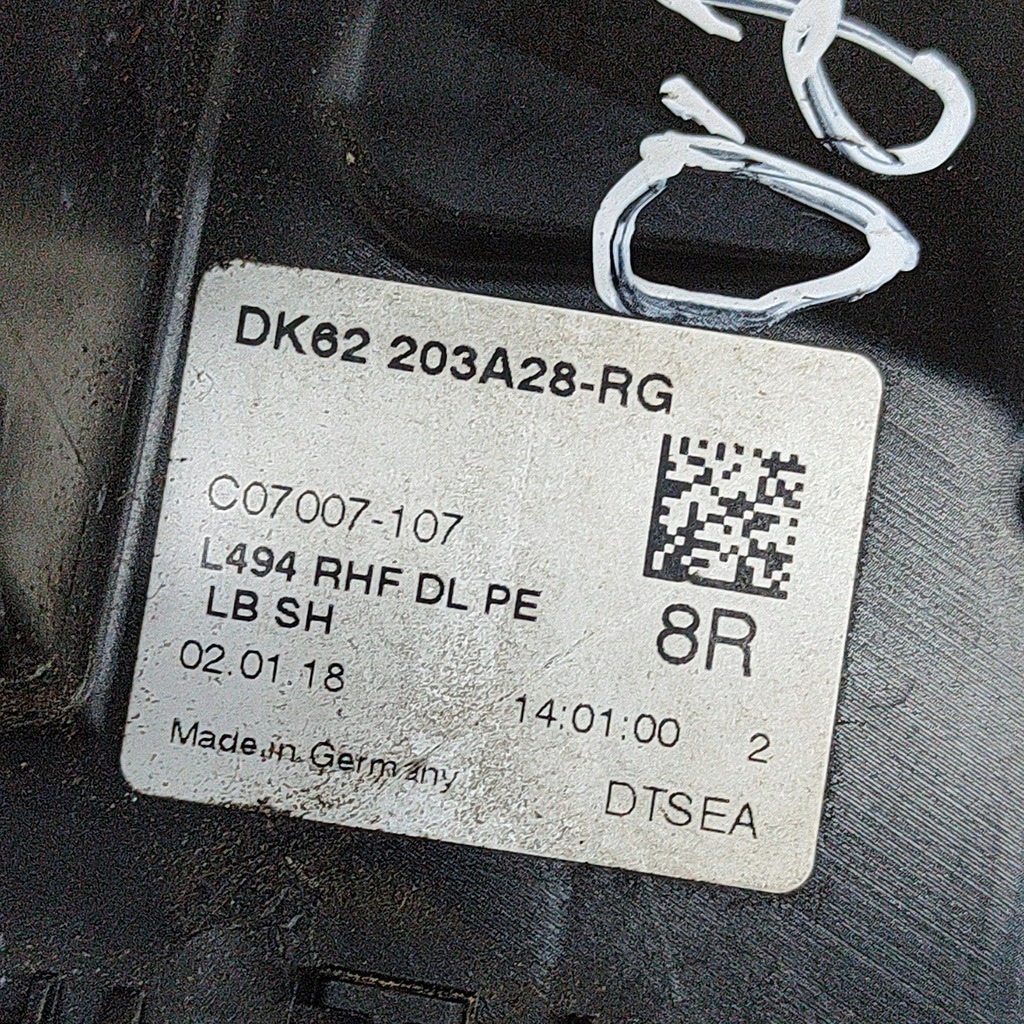 DK62 203A28-RG
C07007-107
L494 RHF DL PE
LB SH
8R
02.01.18
14:01:00 2
Made in Germany
DTSEA